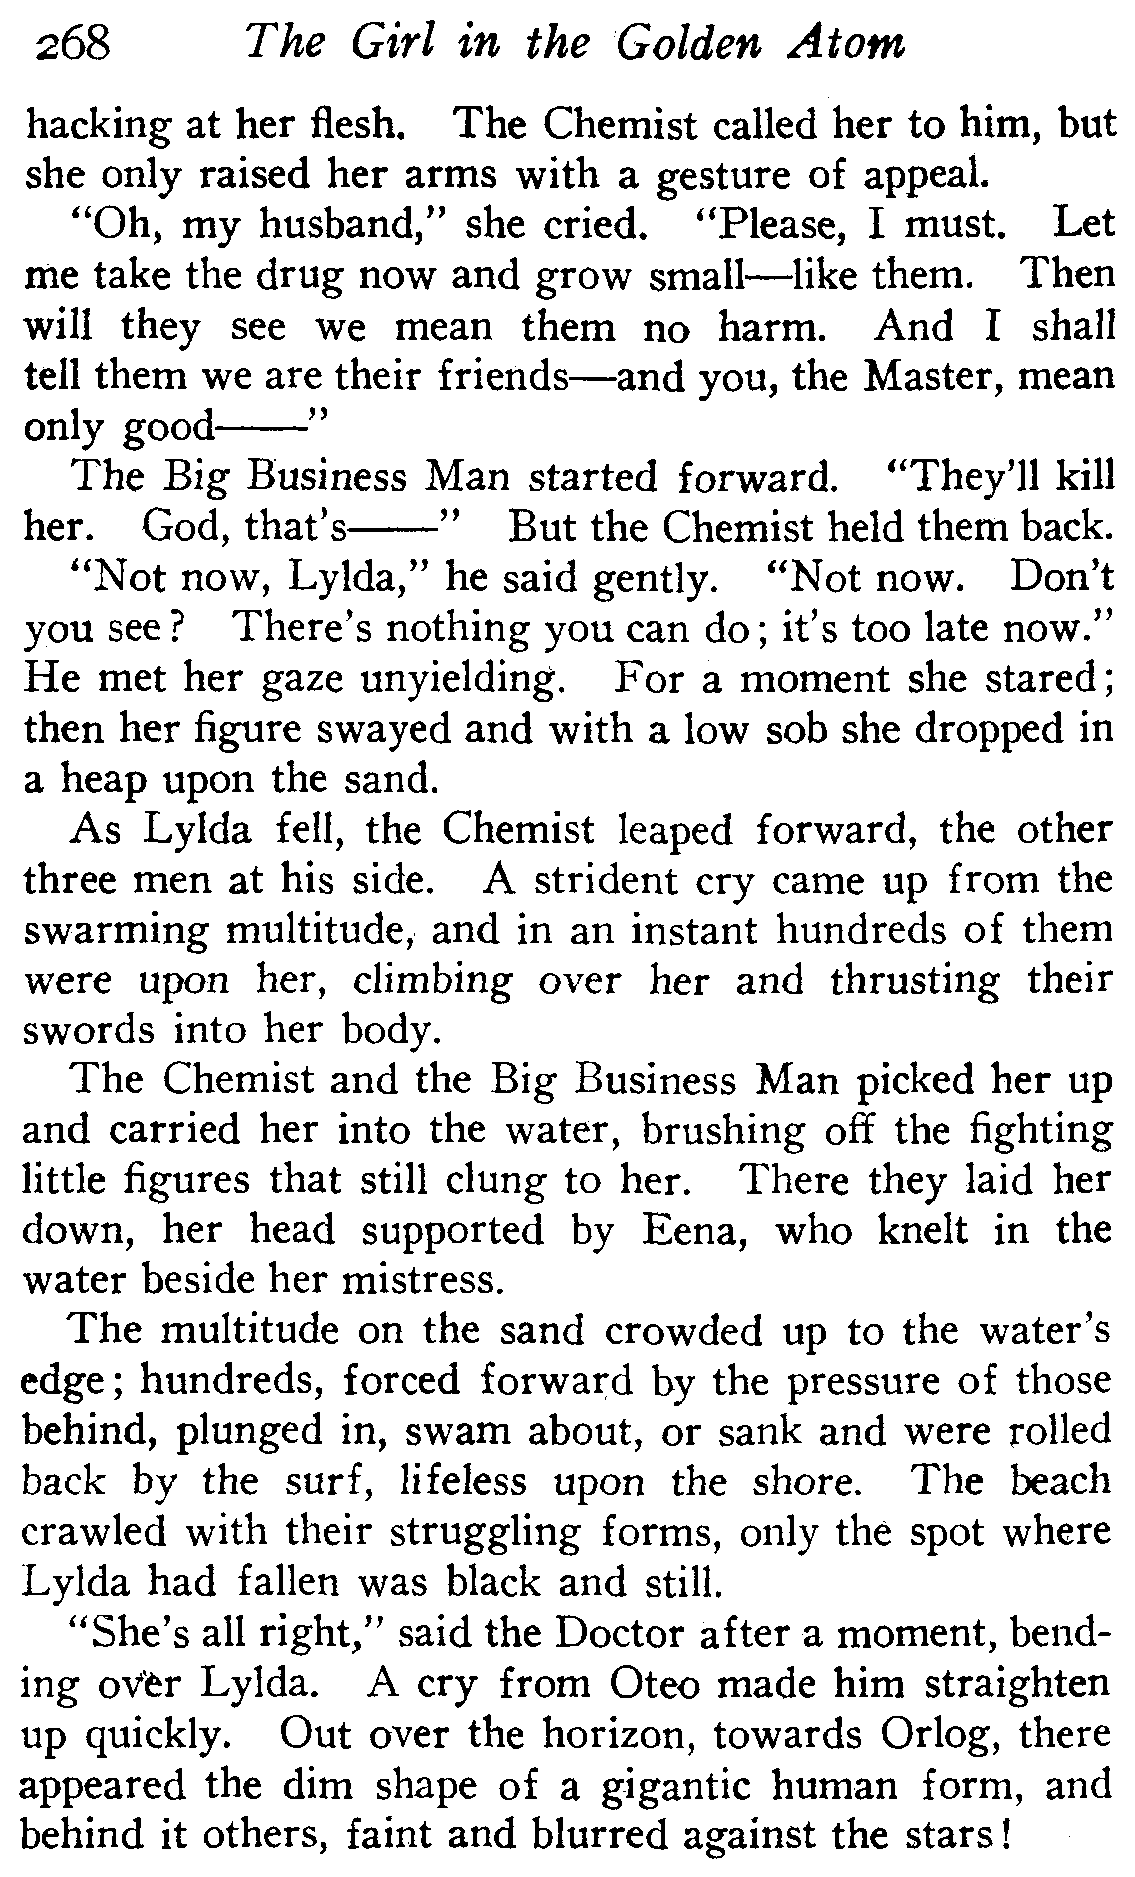 268 The Girl in the Golden Atom
hacking at her flesh. The Chemist called her to him, but
she only raised her arms with a gesture of appeal.
"Oh, my husband," she cried. "Please, I must. Let
me take the drug now and grow small—like them. Then
will they see we mean them no harm. And I shall
tell them we are their friends—and you, the Master, mean
only good——"
The Big Business Man started forward. "They'll kill
her. God, that's——" But the Chemist held them back.
"Not now, Lylda," he said gently. "Not now. Don't
you see? There's nothing you can do; it's too late now."
He met her gaze unyielding. For a moment she stared;
then her figure swayed and with a low sob she dropped in
a heap upon the sand.
As Lylda fell, the Chemist leaped forward, the other
three men at his side. A strident cry came up from the
swarming multitude, and in an instant hundreds of them
were upon her, climbing over her and thrusting their
swords into her body.
The Chemist and the Big Business Man picked her up
and carried her into the water, brushing off the fighting
little figures that still clung to her. There they laid her
down, her head supported by Eena, who knelt in the
water beside her mistress.
The multitude on the sand crowded up to the water's
edge; hundreds, forced forward by the pressure of those
behind, plunged in, swam about, or sank and were rolled
back by the surf, lifeless upon the shore. The beach
crawled with their struggling forms, only the spot where
Lylda had fallen was black and still.
"She's all right," said the Doctor after a moment, bend-
ing over Lylda. A cry from Oteo made him straighten
up quickly. Out over the horizon, towards Orlog, there
appeared the dim shape of a gigantic human form, and
behind it others, faint and blurred against the stars!